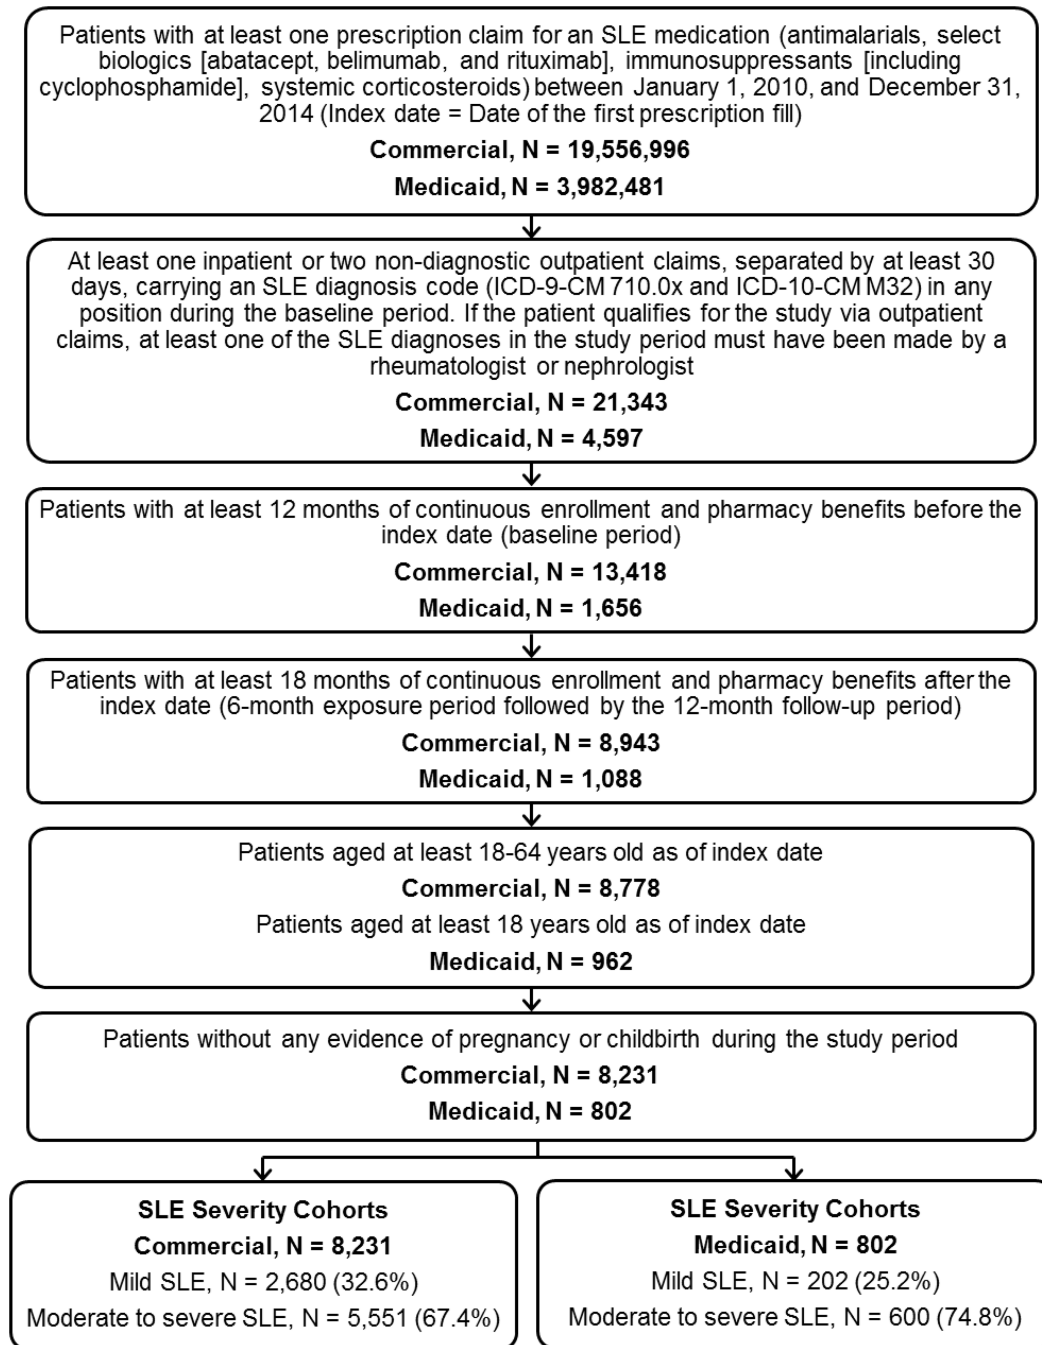 Patients with at least one prescription claim for an SLE medication (antimalarials, select
biologics [abatacept, belimumab, and rituximab], immunosuppressants [including
cyclophosphamide], systemic corticosteroids) between January 1, 2010, and December 31,
2014 (Index date = Date of the first prescription fill)
Commercial, N = 19,556,996
Medicaid, N = 3,982,481
At least one inpatient or two non-diagnostic outpatient claims, separated by at least 30
days, carrying an SLE diagnosis code (ICD-9-CM 710.0x and ICD-10-CM M32) in any
position during the baseline period. If the patient qualifies for the study via outpatient
claims, at least one of the SLE diagnoses in the study period must have been made by a
rheumatologist or nephrologist
Commercial, N = 21,343
Medicaid, N = 4,597
Patients with at least 12 months of continuous enrollment and pharmacy benefits before the
index date (baseline period)
Commercial, N = 13,418
Medicaid, N = 1,656
Patients with at least 18 months of continuous enrollment and pharmacy benefits after the
index date (6-month exposure period followed by the 12-month follow-up period)
Commercial, N = 8,943
Medicaid, N = 1,088
Patients aged at least 18-64 years old as of index date
Commercial, N = 8,778
Patients aged at least 18 years old as of index date
Medicaid, N = 962
Patients without any evidence of pregnancy or childbirth during the study period
Commercial, N = 8,231
Medicaid, N = 802
SLE Severity Cohorts
Commercial, N = 8,231
Mild SLE, N = 2,680 (32.6%)
Moderate to severe SLE, N = 5,551 (67.4%)
SLE Severity Cohorts
Medicaid, N = 802
Mild SLE, N = 202 (25.2%)
Moderate to severe SLE, N = 600 (74.8%)